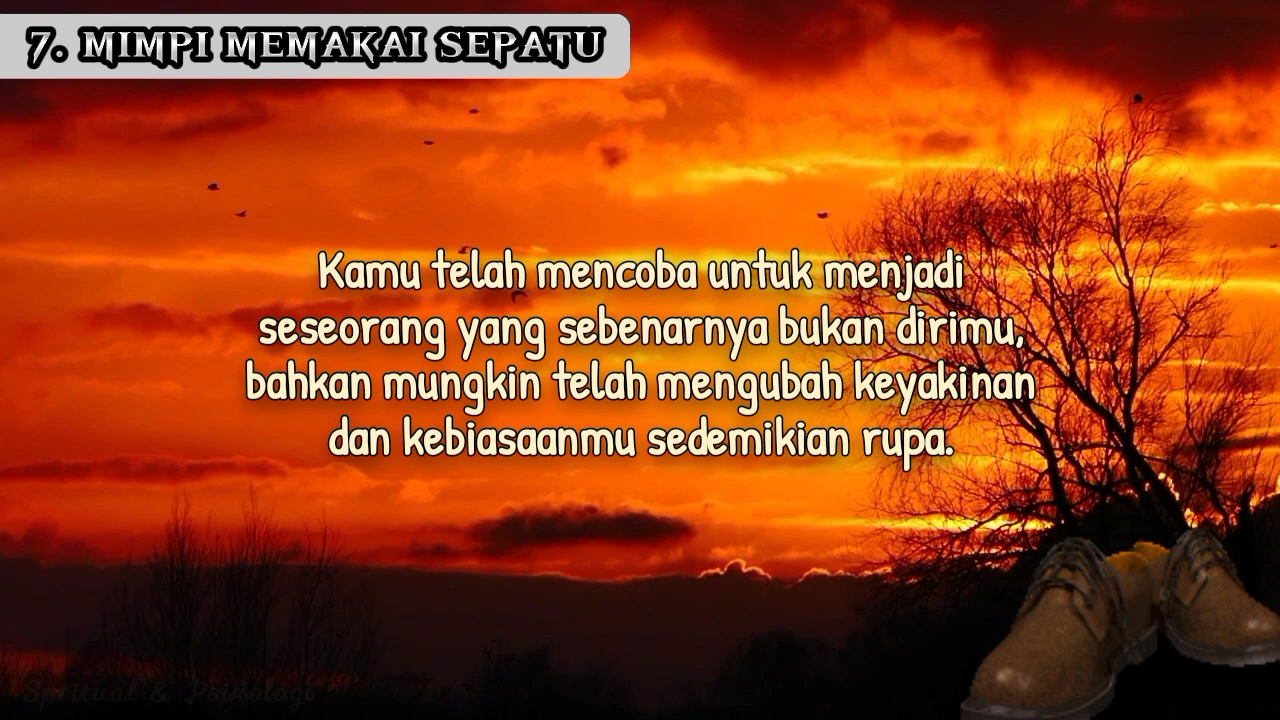 7. MIMPI MEMAKAI SEPATU
Kamu telah mencoba untuk menjadi
seseorang yang sebenarnya bukan dirimu,
bahkan mungkin telah mengubah keyakinan
dan kebiasaanmu sedemikian rupa.
Spritual & Psikologi